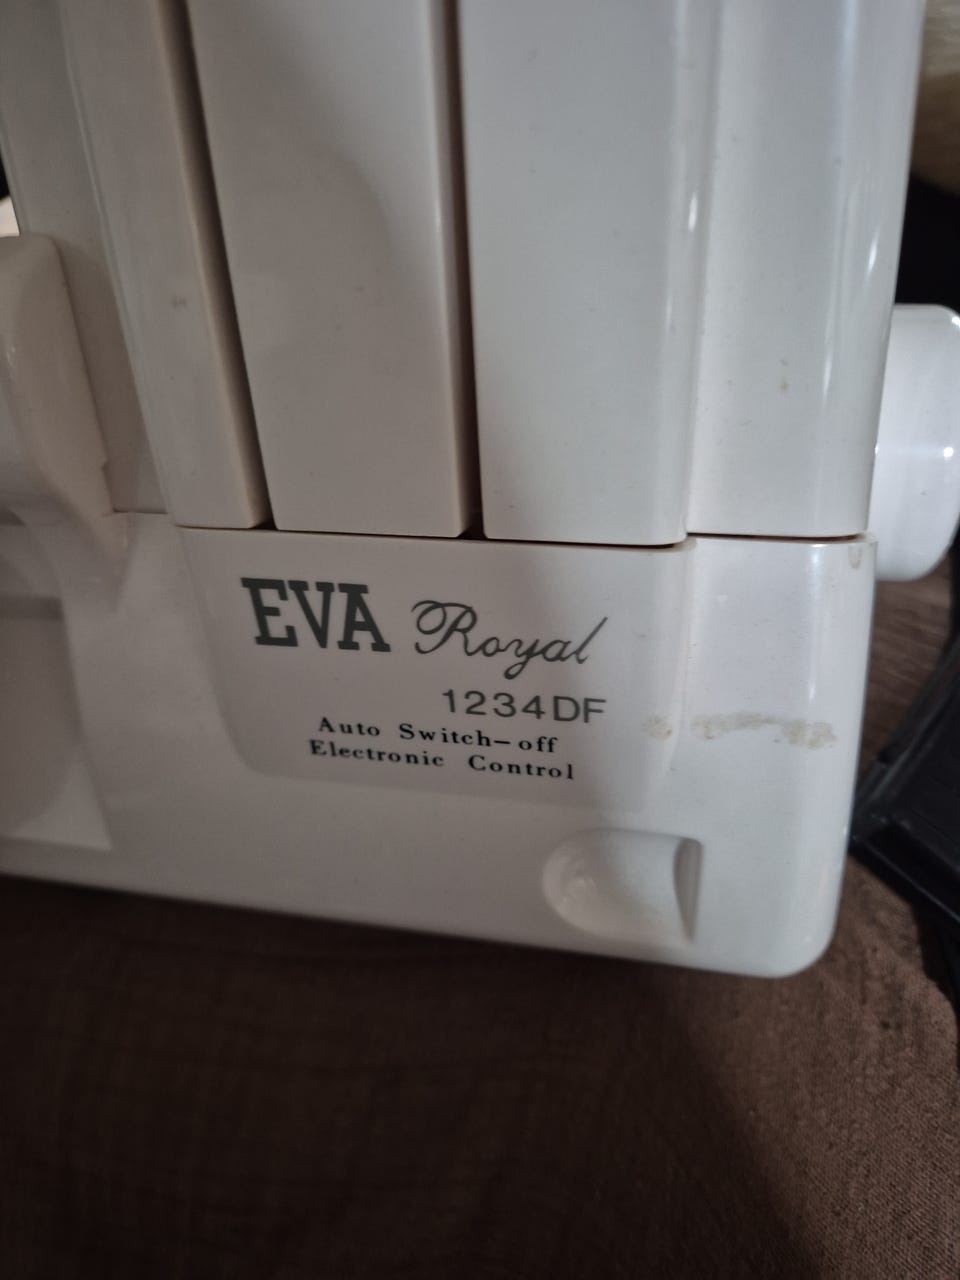 EVA Royal
1234DF
Auto Switch-off
Electronic Control